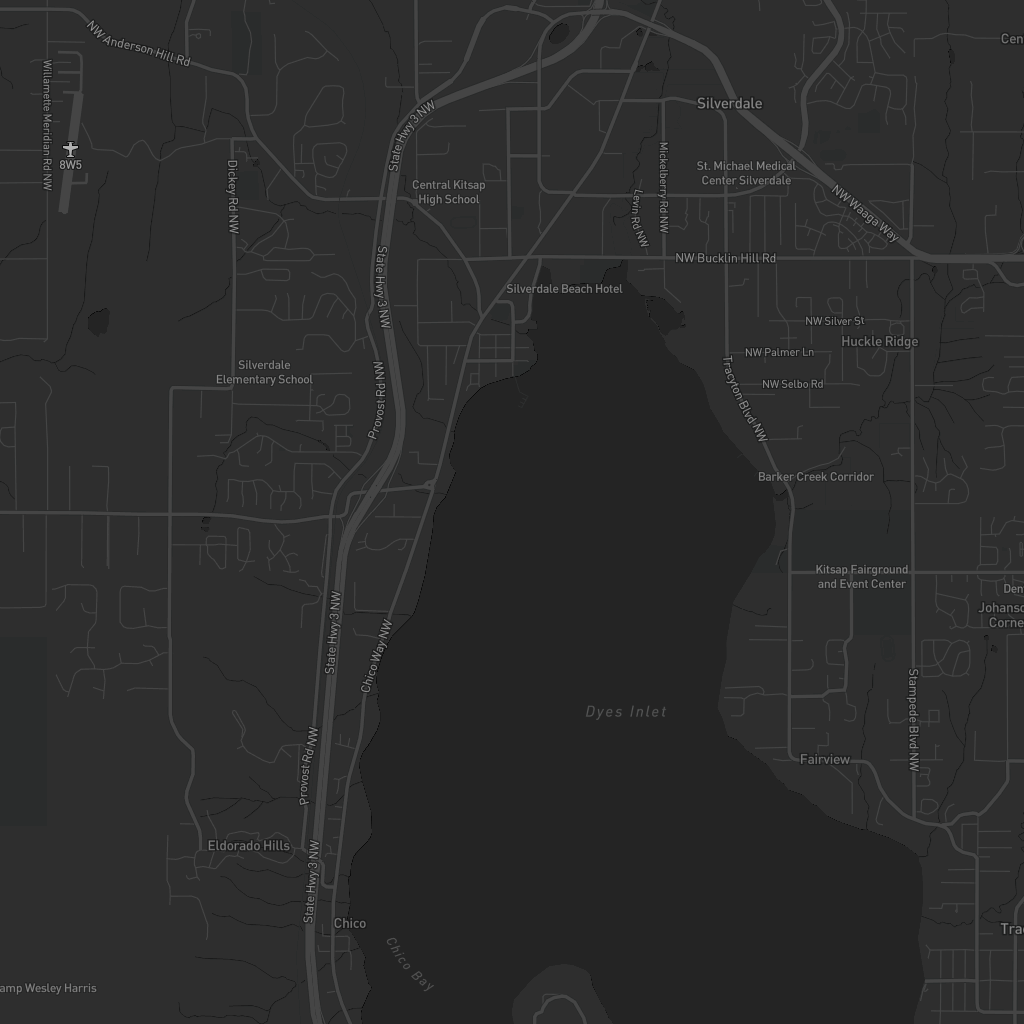 NW Anderson Hill Rd
Cen
Willamette Meridian Rd NW
Silverdale
State Hwy 3 NW
8W5
Mickelberry Rd NW
St. Michael Medical
Center Silverdale
Dickey Rd NW
Central Kitsap
High School
Levin Rd NW
NW Waaga Way
NW Bucklin Hill Rd
State Hwy 3 NW
Silverdale Beach Hotel
NW Silver St
Huckle Ridge
NW Palmer Ln
Silverdale
Elementary School
NW Selbo Rd
Provost Rd NW
Tracyton Blvd NW
Barker Creek Corridor
Kitsap Fairground
and Event Center
Den
Johanso
Corne
State Hwy 3 NW
Chico Way NW
Dyes Inlet
Stampede Blvd NW
Provost Rd NW
Fairview
Eldorado Hills
State Hwy 3 NW
Chico
Trac
Chico Bay
amp Wesley Harris